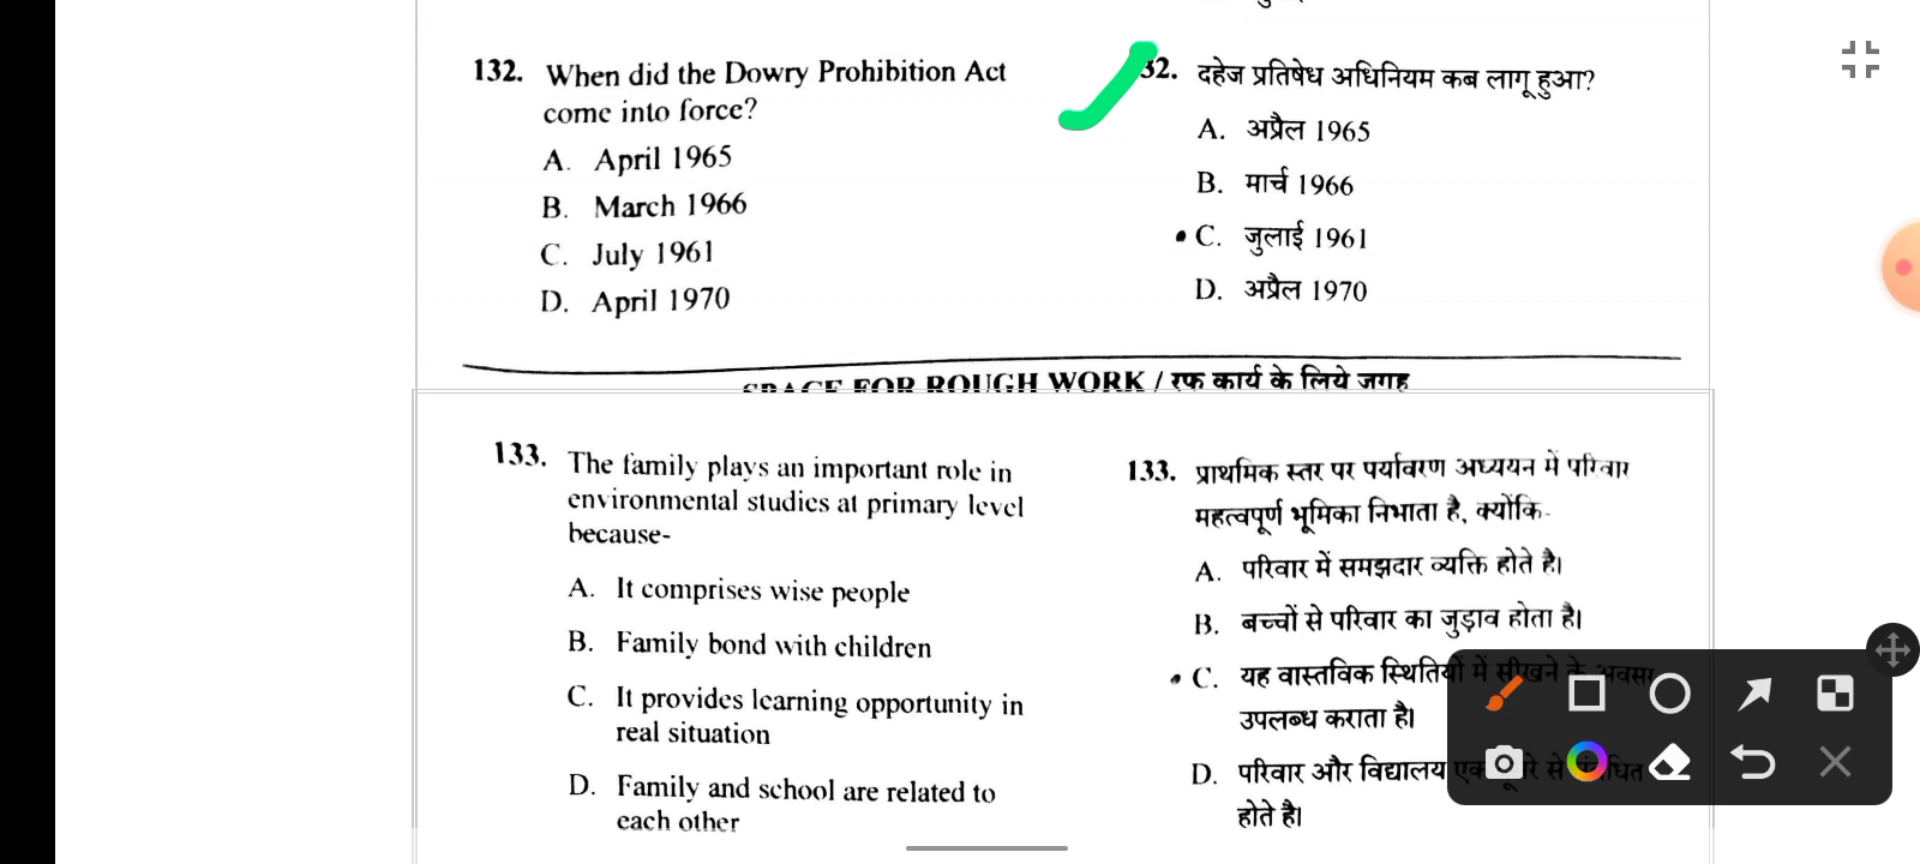 132. When did the Dowry Prohibition Act
come into force?
A. April 1965
B. March 1966
C. July 1961
D. April 1970
32. दहेज प्रतिषेध अधिनियम कब लागू हुआ?
A. अप्रैल 1965
B. मार्च 1966
C. जुलाई 1961
D. अप्रैल 1970
SPACE FOR ROUGH WORK / रफ कार्य के लिये जगह
133. The family plays an important role in
environmental studies at primary level
because-
A. It comprises wise people
B. Family bond with children
C. It provides learning opportunity in
real situation
D. Family and school are related to
each other
133. प्राथमिक स्तर पर पर्यावरण अध्ययन में परिवार
महत्वपूर्ण भूमिका निभाता है, क्योंकि-
A. परिवार में समझदार व्यक्ति होते है।
B. बच्चों से परिवार का जुड़ाव होता है।
C. यह वास्तविक स्थितियों में सीखने के अवसर
उपलब्ध कराता है।
D. परिवार और विद्यालय एक से
होते है।